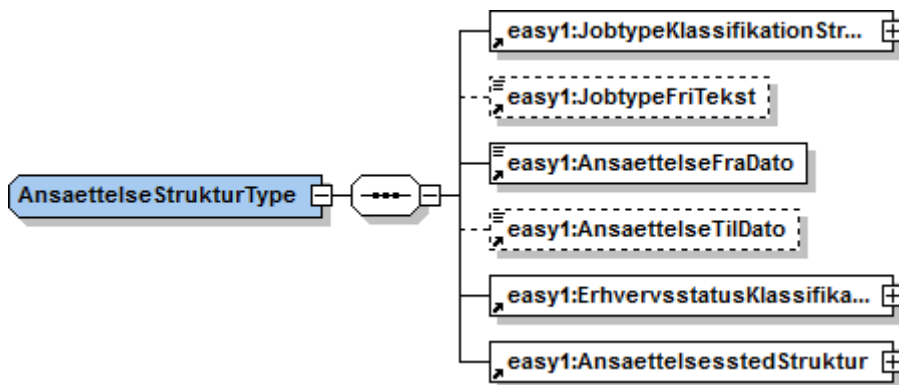 easy1:JobtypeKlassifikationStr...
easy1:JobtypeFriTekst
easy1:AnsaettelseFraDato
AnsaettelseStrukturType
easy1:AnsaettelseTilDato
easy1:ErhvervsstatusKlassifika...
easy1:AnsaettelsesstedStruktur